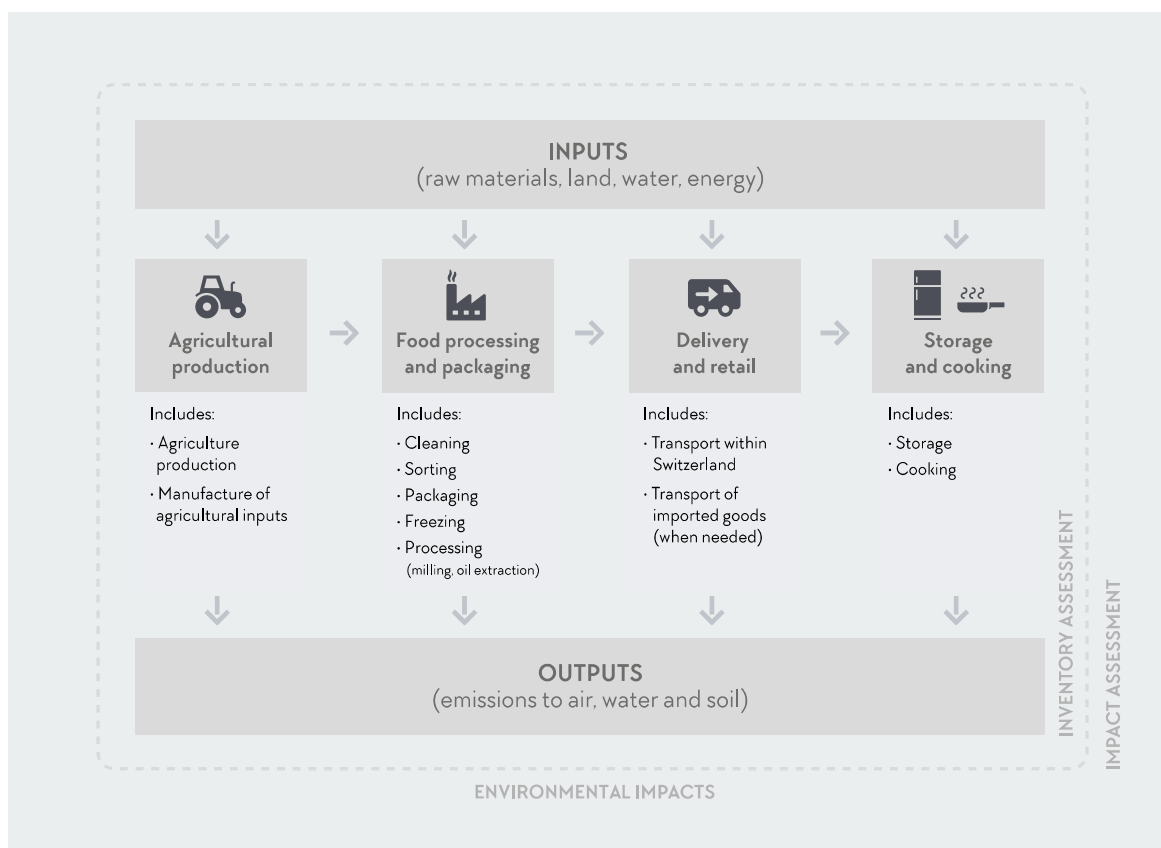 INPUTS
(raw materials, land, water, energy)
Agricultural
production
Food processing
and packaging
Delivery
and retail
Storage
and cooking
Includes:
· Agriculture
production
· Manufacture of
agricultural inputs
Includes:
· Cleaning
· Sorting
· Packaging
· Freezing
· Processing
(milling, oil extraction)
Includes:
· Transport within
Switzerland
· Transport of
imported goods
(when needed)
Includes:
· Storage
· Cooking
OUTPUTS
(emissions to air, water and soil)
INVENTORY ASSESSMENT
IMPACT ASSESSMENT
ENVIRONMENTAL IMPACTS